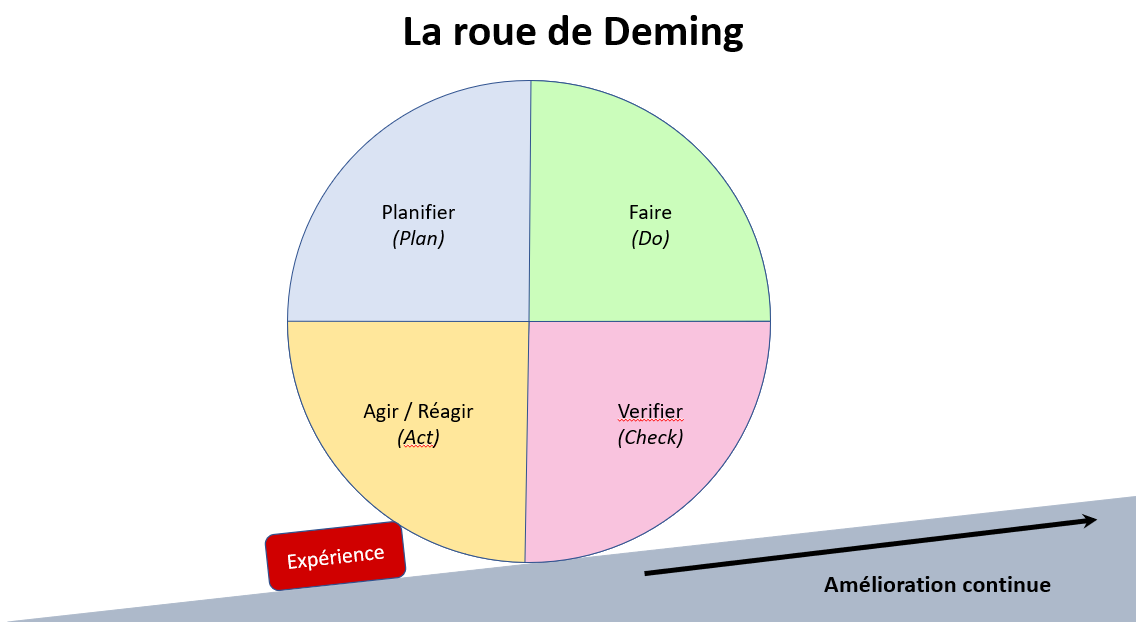 La roue de Deming
Planifier
(Plan)
Faire
(Do)
Agir / Réagir
(Act)
Verifier
(Check)
Expérience
Amélioration continue